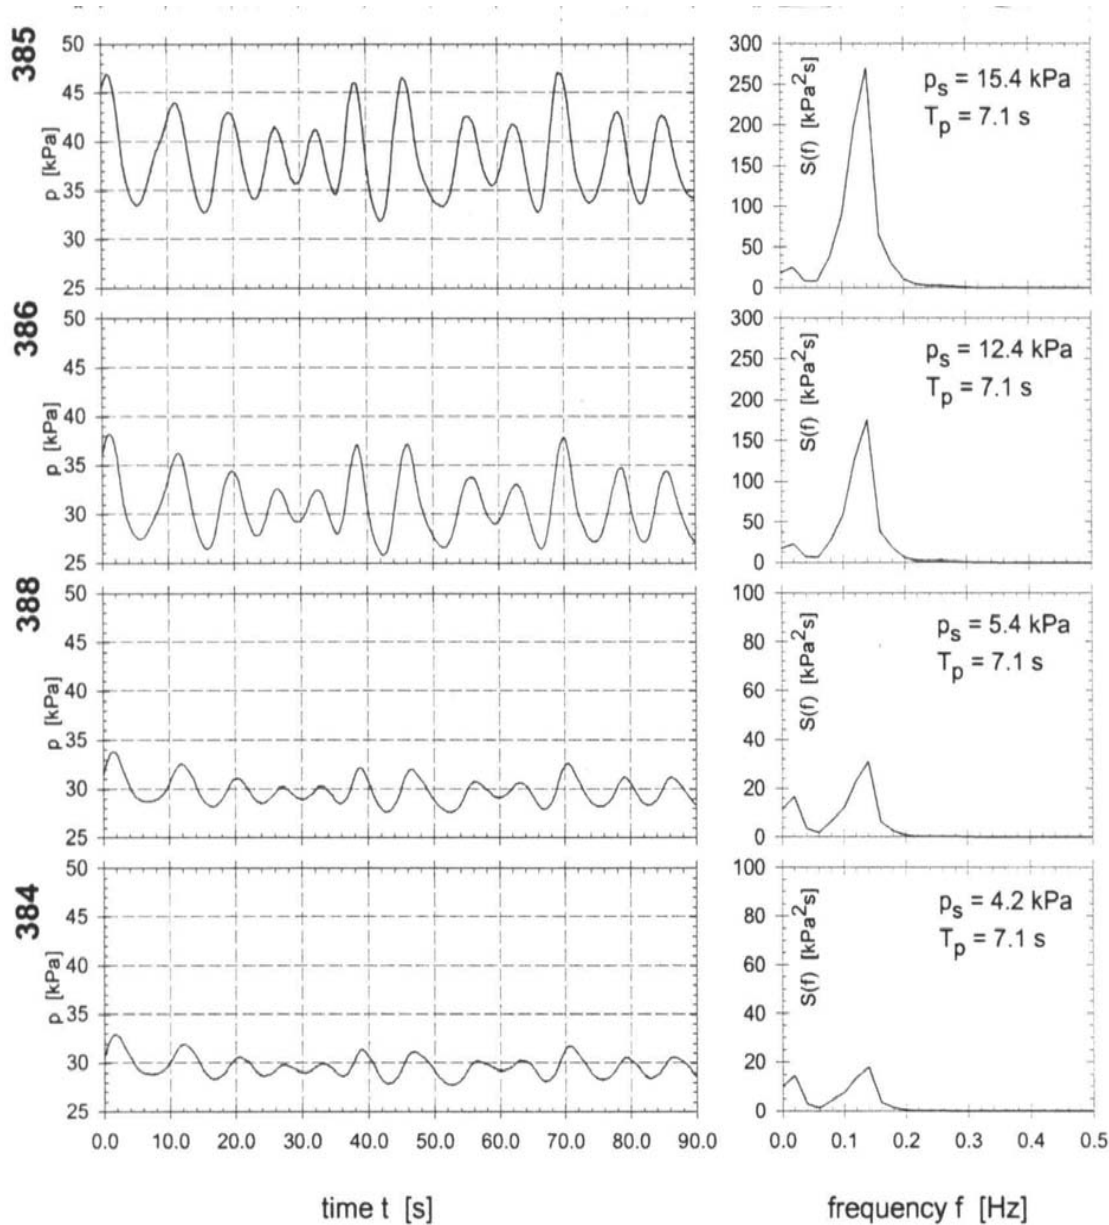 385
p [kPa]
50
45
40
35
30
25
S(f) [kPa²s]
300
250
200
150
100
50
0
p_s = 15.4 kPa
T_p = 7.1 s
386
p [kPa]
50
45
40
35
30
25
S(f) [kPa²s]
300
250
200
150
100
50
0
p_s = 12.4 kPa
T_p = 7.1 s
388
p [kPa]
50
45
40
35
30
25
S(f) [kPa²s]
100
80
60
40
20
0
p_s = 5.4 kPa
T_p = 7.1 s
384
p [kPa]
50
45
40
35
30
25
S(f) [kPa²s]
100
80
60
40
20
0
p_s = 4.2 kPa
T_p = 7.1 s
0.0 10.0 20.0 30.0 40.0 50.0 60.0 70.0 80.0 90.0
0.0 0.1 0.2 0.3 0.4 0.5
time t [s]
frequency f [Hz]